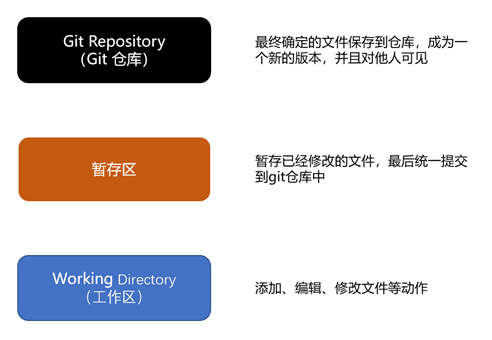 Git Repository
（Git 仓库）
最终确定的文件保存到仓库，成为一
个新的版本，并且对他人可见
暂存区
暂存已经修改的文件，最后统一提交
到git仓库中
Working Directory
（工作区）
添加、编辑、修改文件等动作